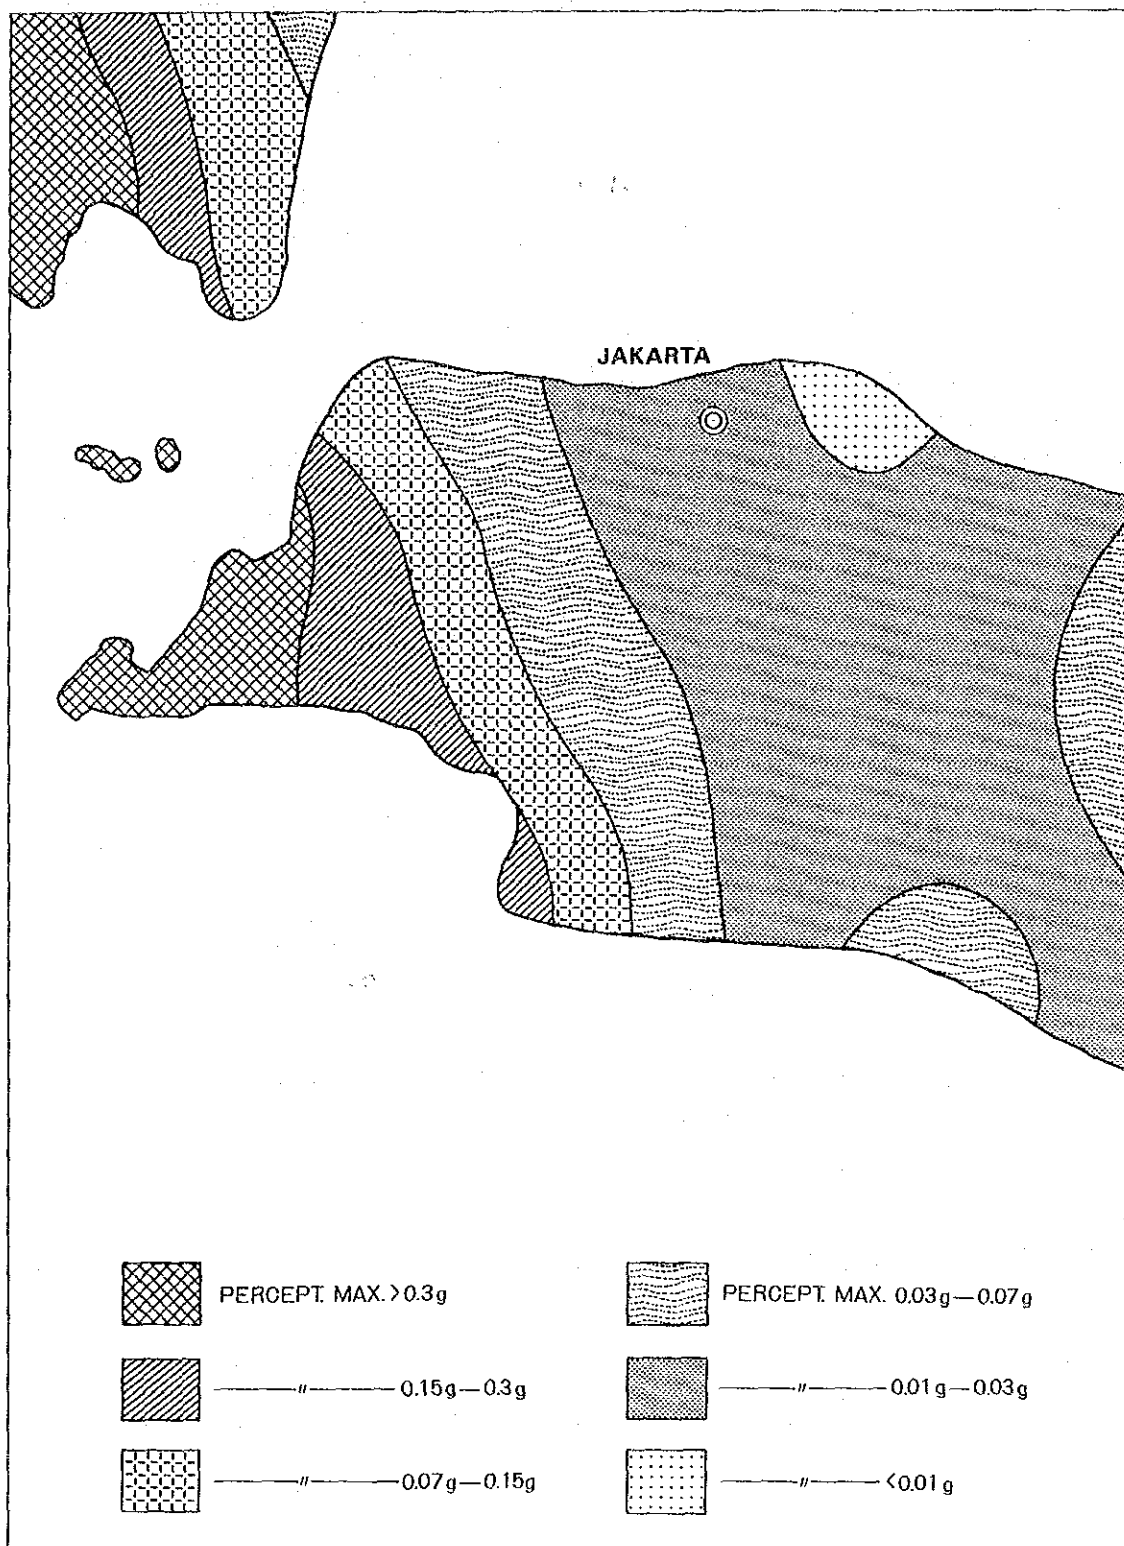 JAKARTA
PERCEPT. MAX. >0.3g
〃 0.15g—0.3g
〃 0.07g—0.15g
PERCEPT. MAX. 0.03g—0.07g
〃 0.01g—0.03g
〃 <0.01g